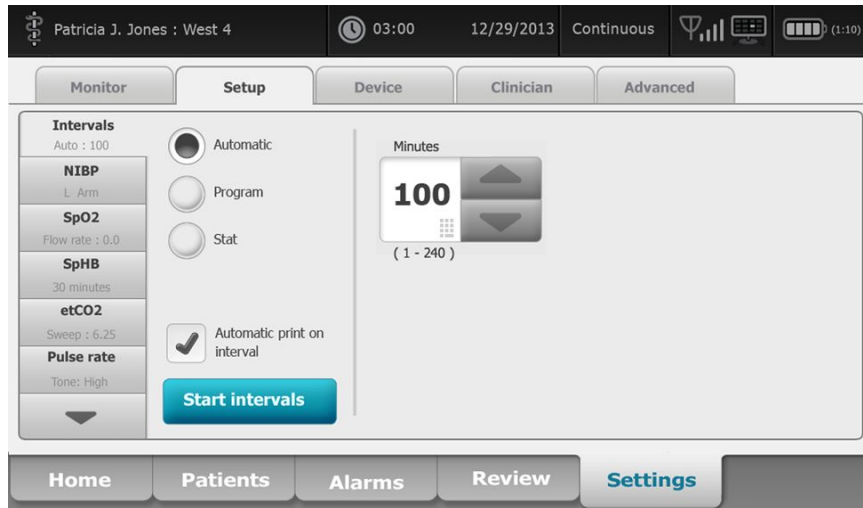 Patricia J. Jones : West 4 03:00 12/29/2013 Continuous (1:10)
Monitor Setup Device Clinician Advanced
Intervals
Auto : 100
NIBP
L Arm
SpO2
Flow rate : 0.0
SpHB
30 minutes
etCO2
Sweep : 6.25
Pulse rate
Tone: High
Automatic
Program
Stat
Automatic print on
interval
Start intervals
Minutes
100
( 1 - 240 )
Home Patients Alarms Review Settings